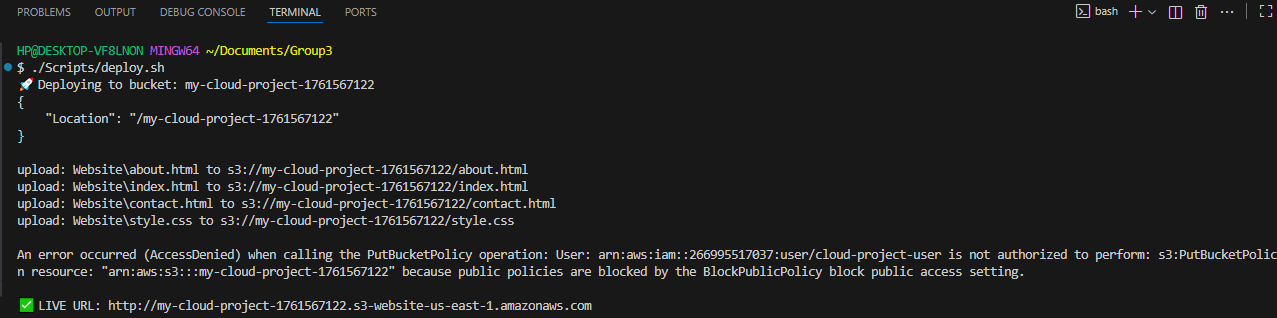 PROBLEMS OUTPUT DEBUG CONSOLE TERMINAL PORTS bash
HP@DESKTOP-VF8LNON MINGW64 ~/Documents/Group3
$ ./Scripts/deploy.sh
🚀 Deploying to bucket: my-cloud-project-1761567122
{
    "Location": "/my-cloud-project-1761567122"
}
upload: Website\about.html to s3://my-cloud-project-1761567122/about.html
upload: Website\index.html to s3://my-cloud-project-1761567122/index.html
upload: Website\contact.html to s3://my-cloud-project-1761567122/contact.html
upload: Website\style.css to s3://my-cloud-project-1761567122/style.css
An error occurred (AccessDenied) when calling the PutBucketPolicy operation: User: arn:aws:iam::266995517037:user/cloud-project-user is not authorized to perform: s3:PutBucketPolic
n resource: "arn:aws:s3:::my-cloud-project-1761567122" because public policies are blocked by the BlockPublicPolicy block public access setting.
✅ LIVE URL: http://my-cloud-project-1761567122.s3-website-us-east-1.amazonaws.com